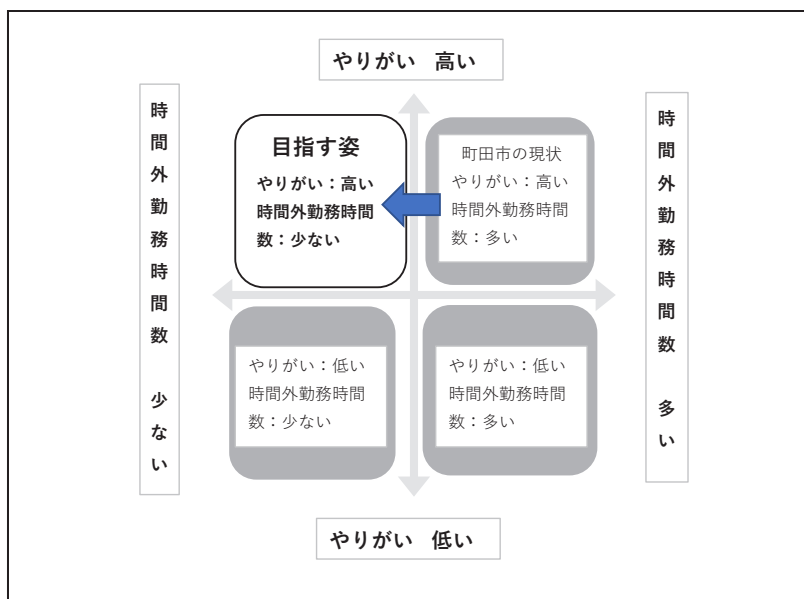 やりがい 高い
時間外勤務時間数 少ない
目指す姿
やりがい：高い
時間外勤務時間
数：少ない
町田市の現状
やりがい：高い
時間外勤務時間
数：多い
時間外勤務時間数 多い
やりがい：低い
時間外勤務時間
数：少ない
やりがい：低い
時間外勤務時間
数：多い
やりがい 低い